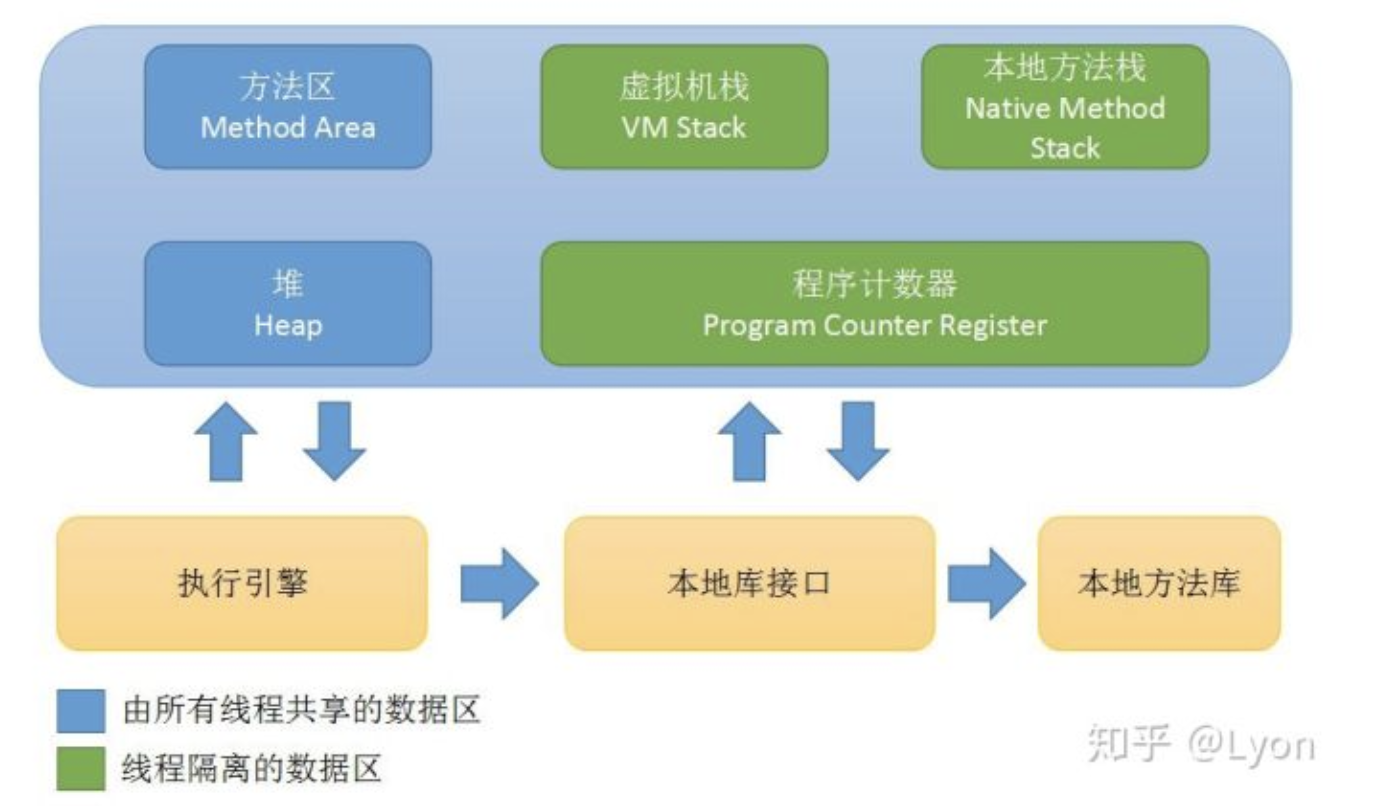 方法区
Method Area
虚拟机栈
VM Stack
本地方法栈
Native Method
Stack
堆
Heap
程序计数器
Program Counter Register
执行引擎
本地库接口
本地方法库
由所有线程共享的数据区
线程隔离的数据区
知乎 @Lyon